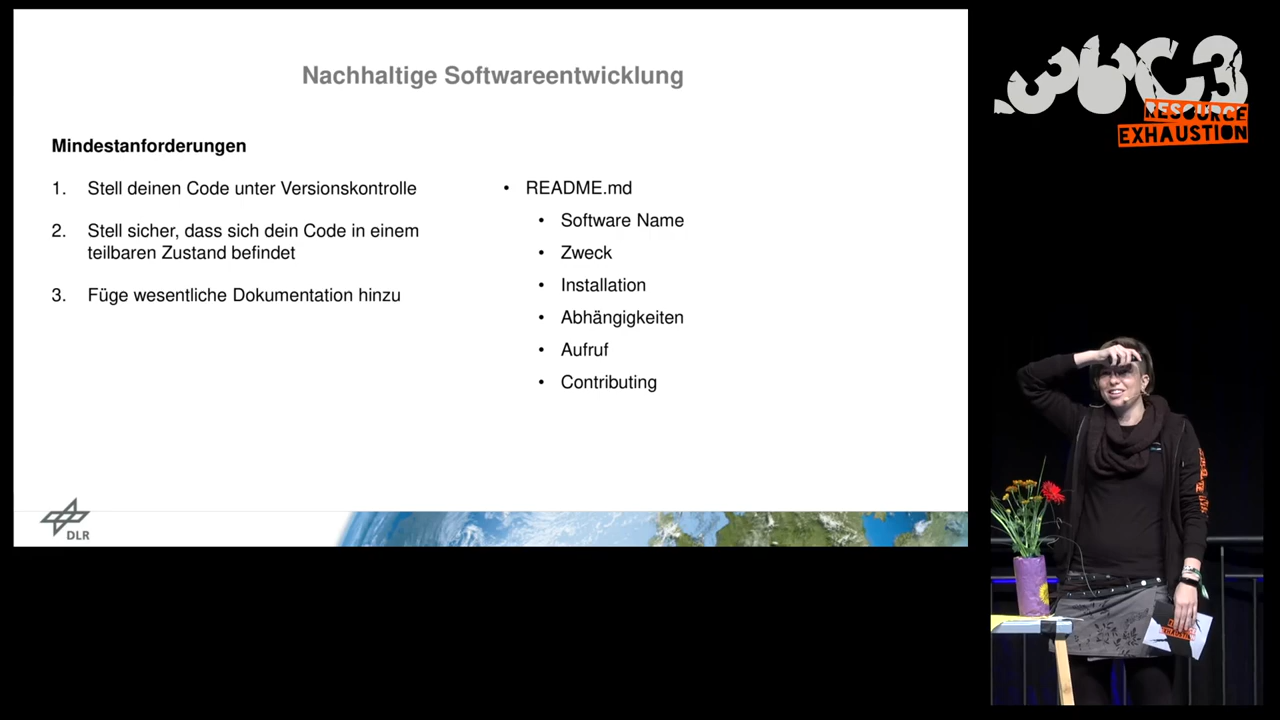 Nachhaltige Softwareentwicklung
Mindestanforderungen
1. Stell deinen Code unter Versionskontrolle
2. Stell sicher, dass sich dein Code in einem
teilbaren Zustand befindet
3. Füge wesentliche Dokumentation hinzu
• README.md
• Software Name
• Zweck
• Installation
• Abhängigkeiten
• Aufruf
• Contributing
DLR
36C3
RESOURCE
EXHAUSTION